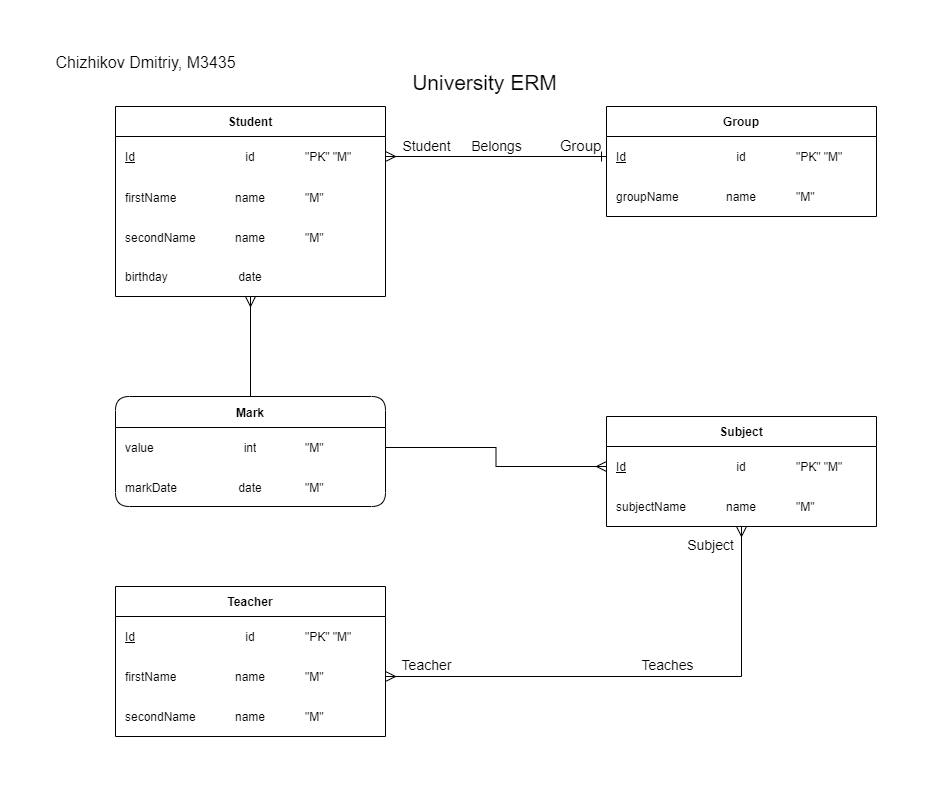 Chizhikov Dmitriy, M3435
University ERM
Student
Id id "PK" "M"
firstName name "M"
secondName name "M"
birthday date
Student Belongs Group
Group
Id id "PK" "M"
groupName name "M"
Mark
value int "M"
markDate date "M"
Subject
Id id "PK" "M"
subjectName name "M"
Subject
Teacher
Id id "PK" "M"
firstName name "M"
secondName name "M"
Teacher Teaches